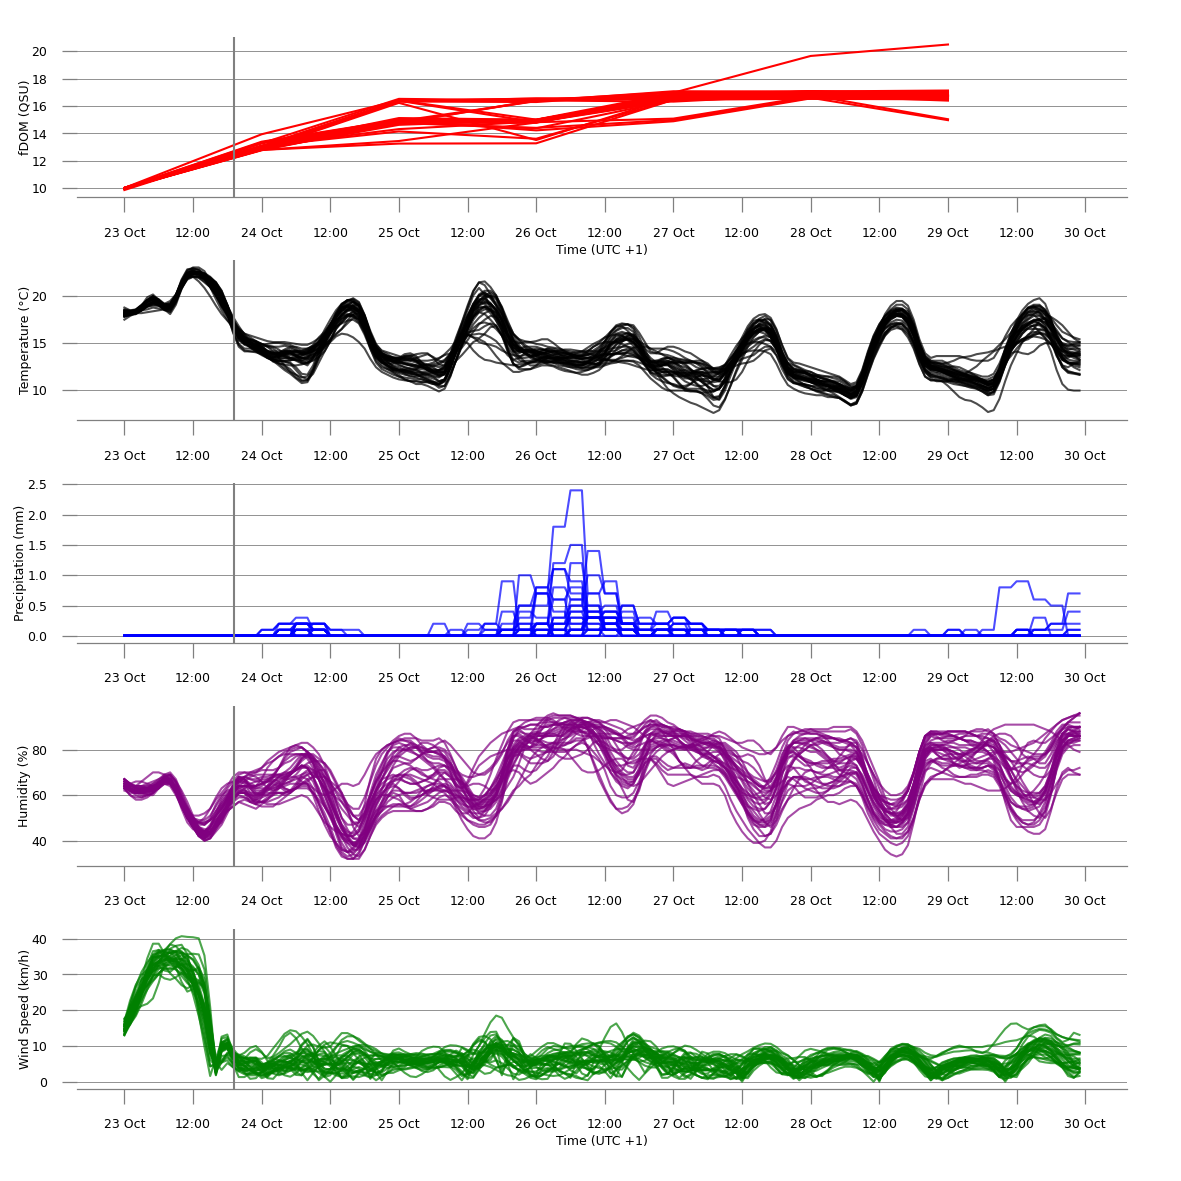 fDOM (QSU)
20
18
16
14
12
10
23 Oct 12:00 24 Oct 12:00 25 Oct 12:00 26 Oct 12:00 27 Oct 12:00 28 Oct 12:00 29 Oct 12:00 30 Oct
Time (UTC +1)
Temperature (°C)
20
15
10
23 Oct 12:00 24 Oct 12:00 25 Oct 12:00 26 Oct 12:00 27 Oct 12:00 28 Oct 12:00 29 Oct 12:00 30 Oct
Precipitation (mm)
2.5
2.0
1.5
1.0
0.5
0.0
23 Oct 12:00 24 Oct 12:00 25 Oct 12:00 26 Oct 12:00 27 Oct 12:00 28 Oct 12:00 29 Oct 12:00 30 Oct
Humidity (%)
80
60
40
23 Oct 12:00 24 Oct 12:00 25 Oct 12:00 26 Oct 12:00 27 Oct 12:00 28 Oct 12:00 29 Oct 12:00 30 Oct
Wind Speed (km/h)
40
30
20
10
0
23 Oct 12:00 24 Oct 12:00 25 Oct 12:00 26 Oct 12:00 27 Oct 12:00 28 Oct 12:00 29 Oct 12:00 30 Oct
Time (UTC +1)